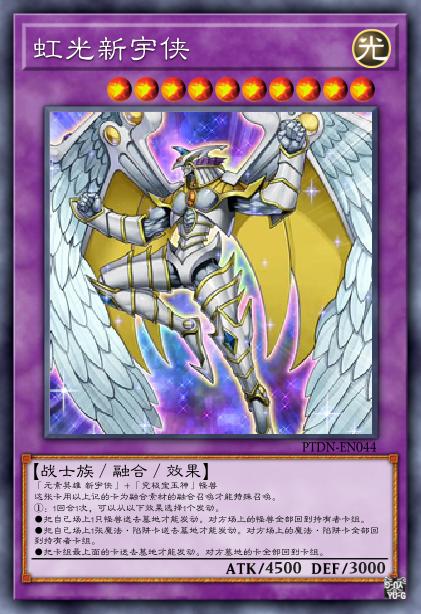 虹光新宇侠
光
PTDN-EN044
【战士族／融合／效果】
「元素英雄 新宇侠」＋「究极宝玉神」怪兽
这张卡用以上记的卡为融合素材的融合召唤才能特殊召唤。
①：1回合1次，可以从以下效果选择1个发动。
●把自己场上1只怪兽送去墓地才能发动。对方场上的怪兽全部回到持有者卡组。
●把自己场上1张魔法·陷阱卡送去墓地才能发动。对方场上的魔法·陷阱卡全部回
到持有者卡组。
●把卡组最上面的卡送去墓地才能发动。对方墓地的卡全部回到卡组。
ATK/4500 DEF/3000